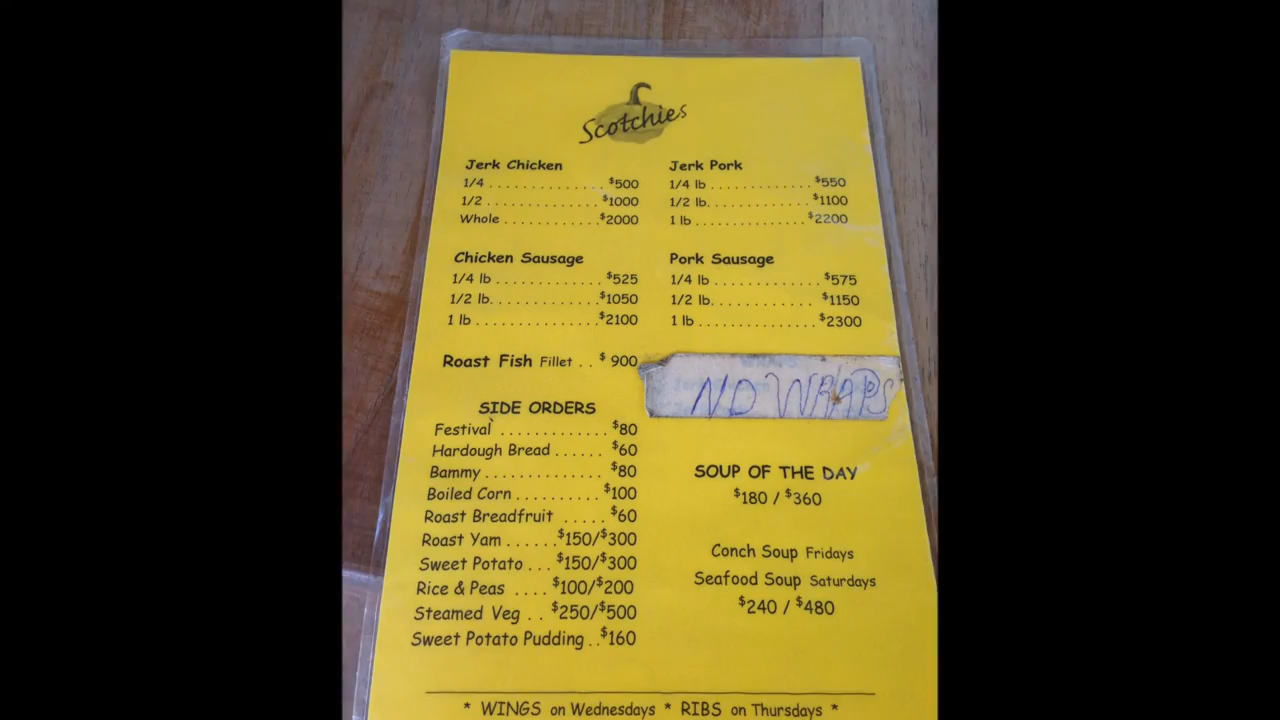 Scotchies
Jerk Chicken
1/4 . . . . . . . . . . . . . . $500
1/2 . . . . . . . . . . . . . $1000
Whole . . . . . . . . . . . $2000
Jerk Pork
1/4 lb . . . . . . . . . . . . $550
1/2 lb. . . . . . . . . . . . $1100
1 lb . . . . . . . . . . . . . $2200
Chicken Sausage
1/4 lb . . . . . . . . . . . . $525
1/2 lb. . . . . . . . . . . . $1050
1 lb . . . . . . . . . . . . . $2100
Pork Sausage
1/4 lb . . . . . . . . . . . . $575
1/2 lb. . . . . . . . . . . . $1150
1 lb . . . . . . . . . . . . . $2300
Roast Fish Fillet . . $ 900
NO WRAPS
SIDE ORDERS
Festival . . . . . . . . . . . . $80
Hardough Bread . . . . . . $60
Bammy . . . . . . . . . . . . . $80
Boiled Corn . . . . . . . . . . $100
Roast Breadfruit . . . . . $60
Roast Yam . . . . . . $150/$300
Sweet Potato . . . $150/$300
Rice & Peas . . . . $100/$200
Steamed Veg . . $250/$500
Sweet Potato Pudding . . $160
SOUP OF THE DAY
$180 / $360
Conch Soup Fridays
Seafood Soup Saturdays
$240 / $480
* WINGS on Wednesdays * RIBS on Thursdays *